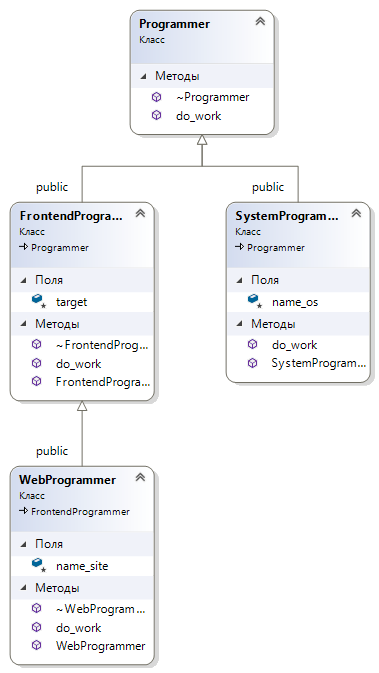 Programmer
Класс
Методы
~Programmer
do_work
public
public
FrontendProgra...
Класс
Programmer
Поля
target
Методы
~FrontendProg...
do_work
FrontendProgra...
SystemProgram...
Класс
Programmer
Поля
name_os
Методы
do_work
SystemProgram...
public
WebProgrammer
Класс
FrontendProgrammer
Поля
name_site
Методы
~WebProgram...
do_work
WebProgrammer